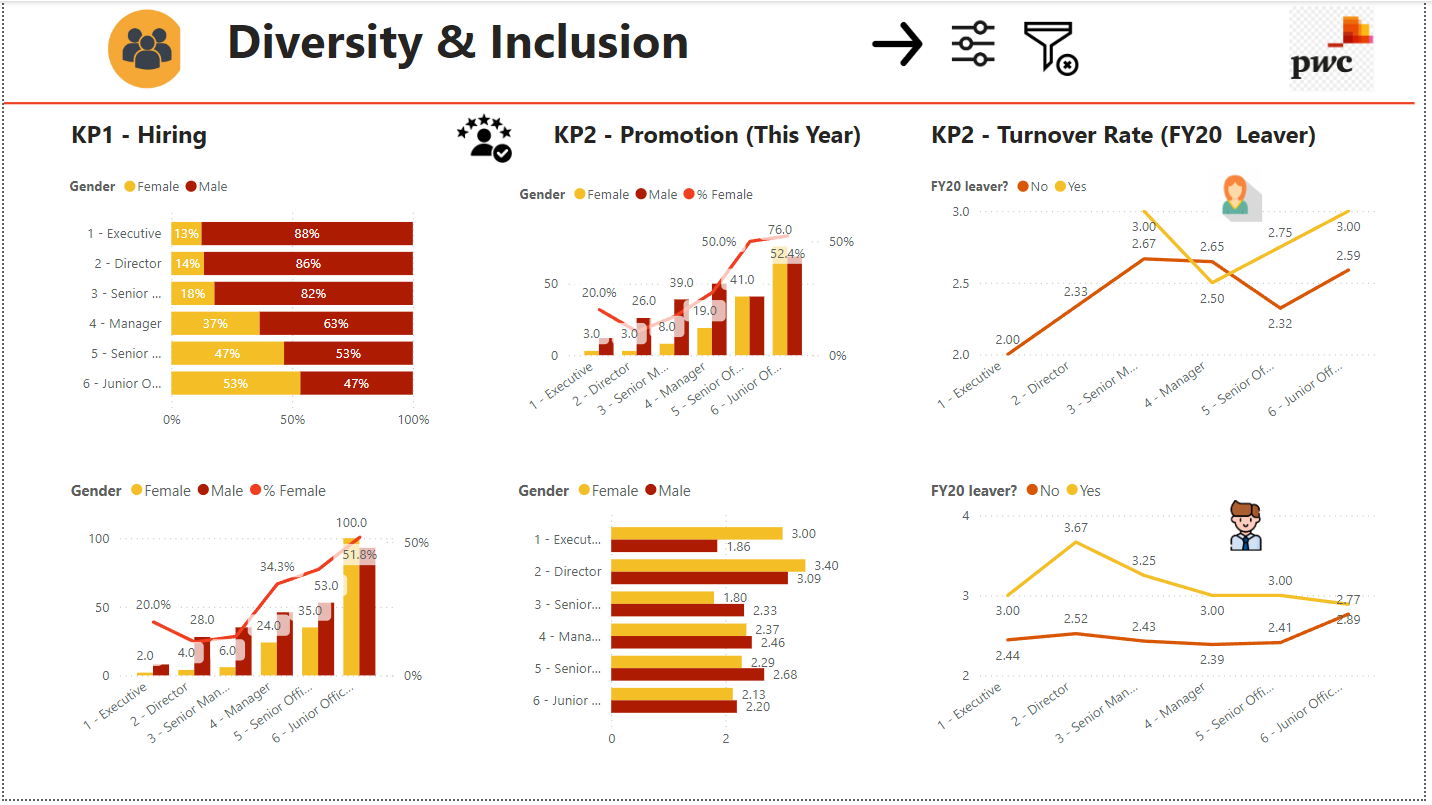 Diversity & Inclusion
pwc
KP1 - Hiring
KP2 - Promotion (This Year)
KP2 - Turnover Rate (FY20 Leaver)
Gender Female Male
1 - Executive 13% 88%
2 - Director 14% 86%
3 - Senior ... 18% 82%
4 - Manager 37% 63%
5 - Senior ... 47% 53%
6 - Junior O... 53% 47%
0% 50% 100%
Gender Female Male % Female
76.0
50.0% 50%
52.4%
50 20.0% 39.0 41.0
26.0
19.0
3.0 3.0 8.0
0 0%
1 - Executive
2 - Director
3 - Senior M...
4 - Manager
5 - Senior Of...
6 - Junior Of...
FY20 leaver? No Yes
3.0
3.00 2.75 3.00
2.67 2.65 2.59
2.5 2.33 2.50
2.32
2.00
2.0
1 - Executive
2 - Director
3 - Senior M...
4 - Manager
5 - Senior Of...
6 - Junior Off...
Gender Female Male % Female
100.0
100 50%
51.8%
34.3%
53.0
50 20.0% 28.0 35.0
24.0
2.0 4.0 6.0
0 0%
1 - Executive
2 - Director
3 - Senior Man...
4 - Manager
5 - Senior Offi...
6 - Junior Offic...
Gender Female Male
1 - Execut... 3.00
1.86
2 - Director 3.40
3.09
3 - Senior... 1.80
2.33
4 - Mana... 2.37
2.46
5 - Senior... 2.29
2.68
6 - Junior ... 2.13
2.20
0 2
FY20 leaver? No Yes
4
3.67
3.25
3.00
3 3.00 3.00 2.77
2.89
2.52 2.43 2.41
2.44 2.39
2
1 - Executive
2 - Director
3 - Senior Man...
4 - Manager
5 - Senior Offi...
6 - Junior Offic...